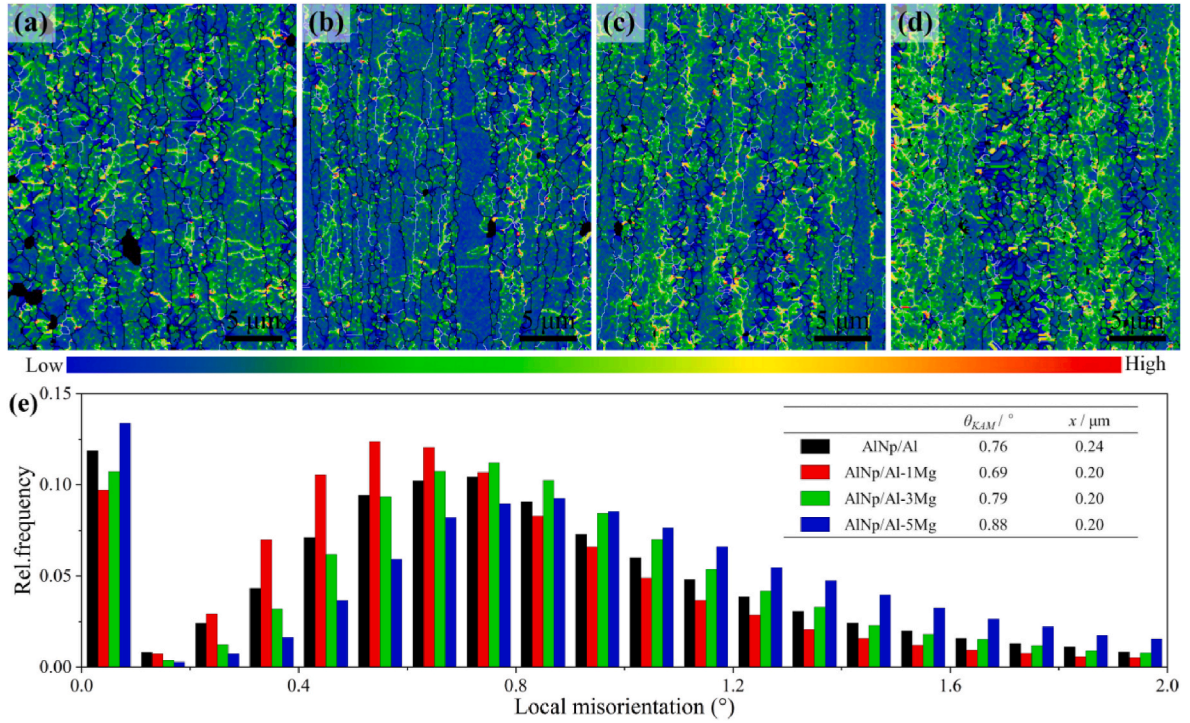 (a) (b) (c) (d)
5 μm 5 μm 5 μm 5 μm
Low High
(e)
θKAM / ° x / μm
AlNp/Al 0.76 0.24
AlNp/Al-1Mg 0.69 0.20
AlNp/Al-3Mg 0.79 0.20
AlNp/Al-5Mg 0.88 0.20
0.15
0.10
0.05
0.00
Rel.frequency
0.0 0.4 0.8 1.2 1.6 2.0
Local misorientation (°)